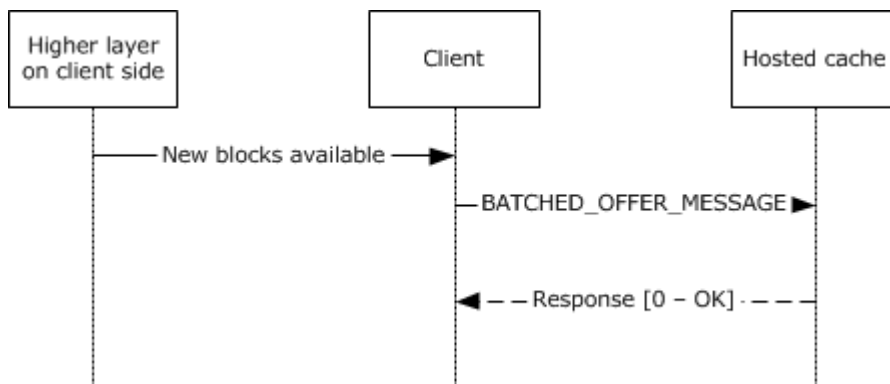 Higher layer
on client side
Client
Hosted cache
New blocks available
BATCHED_OFFER_MESSAGE
Response [0 – OK]